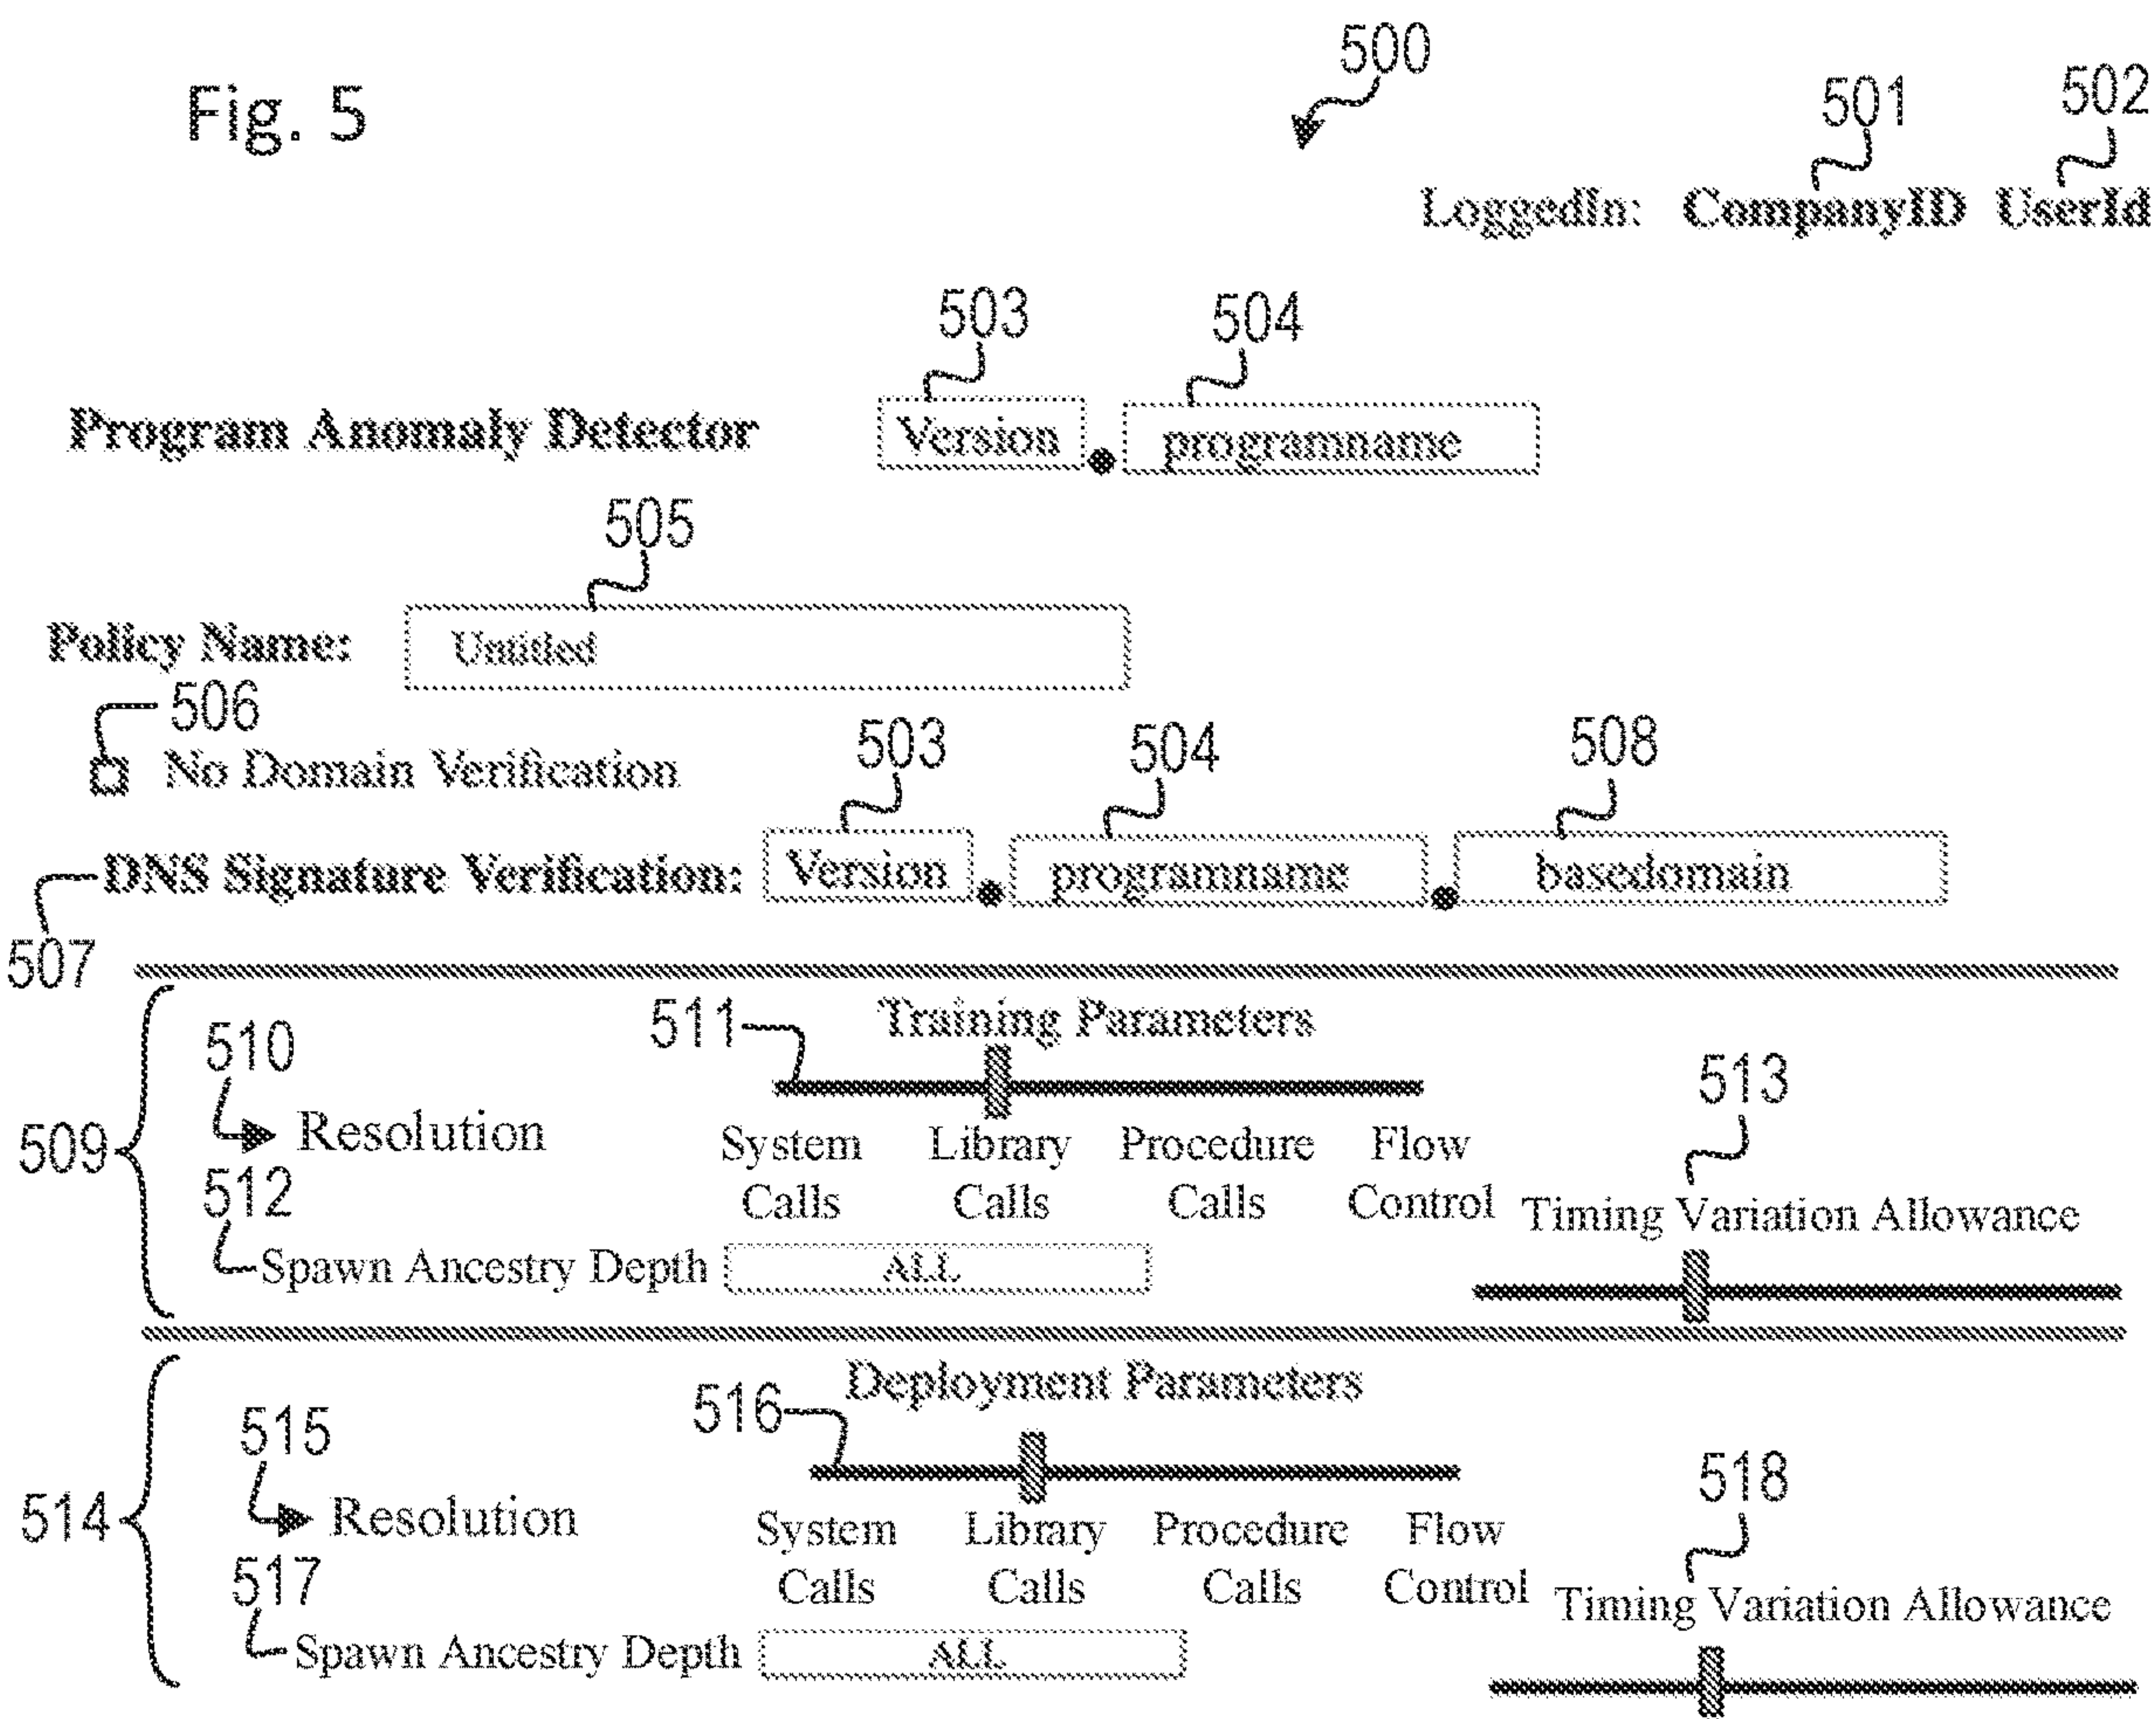 Fig. 5
500
501
502
LoggedIn: CompanyID UserId
503
504
Program Anomaly Detector Version . programname
505
Policy Name: Untitled
506
No Domain Verification
503
504
508
DNS Signature Verification: Version . programname . basedomain
507
509
511
Training Parameters
510
Resolution
System Calls
Library Calls
Procedure Calls
Flow Control
513
Timing Variation Allowance
512
Spawn Ancestry Depth ALL
514
516
Deployment Parameters
515
Resolution
System Calls
Library Calls
Procedure Calls
Flow Control
518
Timing Variation Allowance
517
Spawn Ancestry Depth ALL